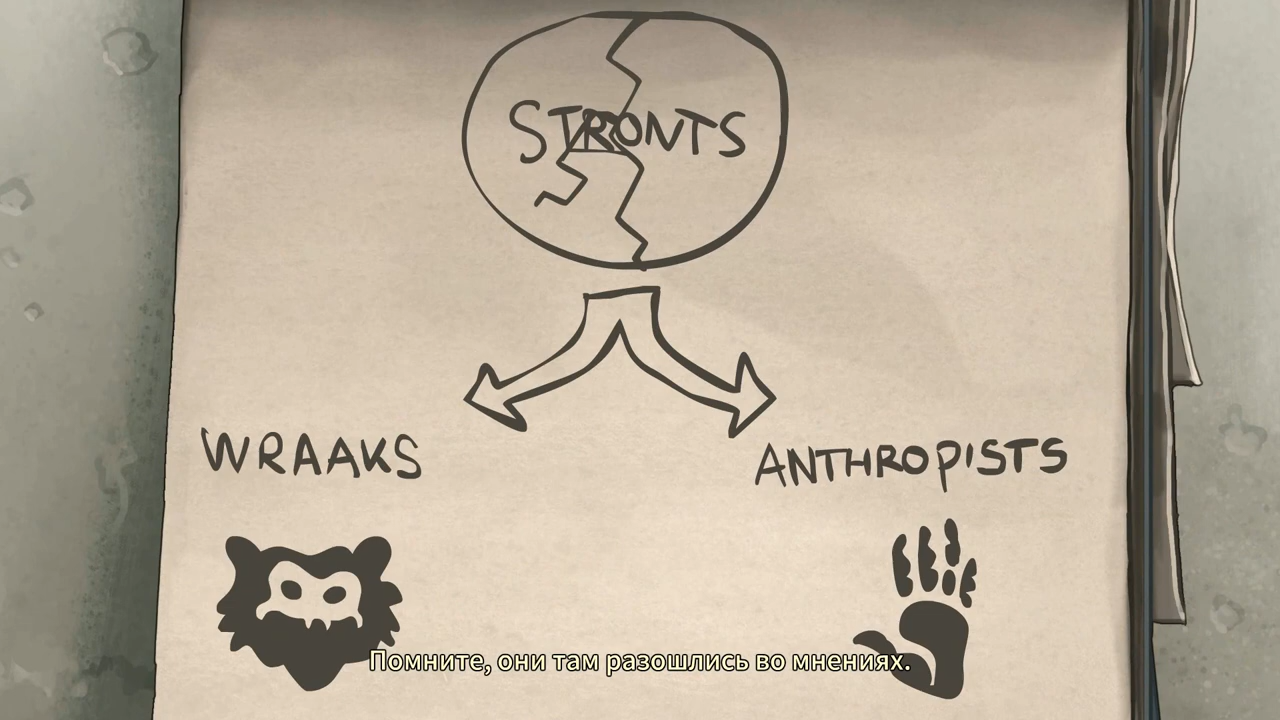 STRONTS
WRAAKS
ANTHROPISTS
Помните, они там разошлись во мнениях.